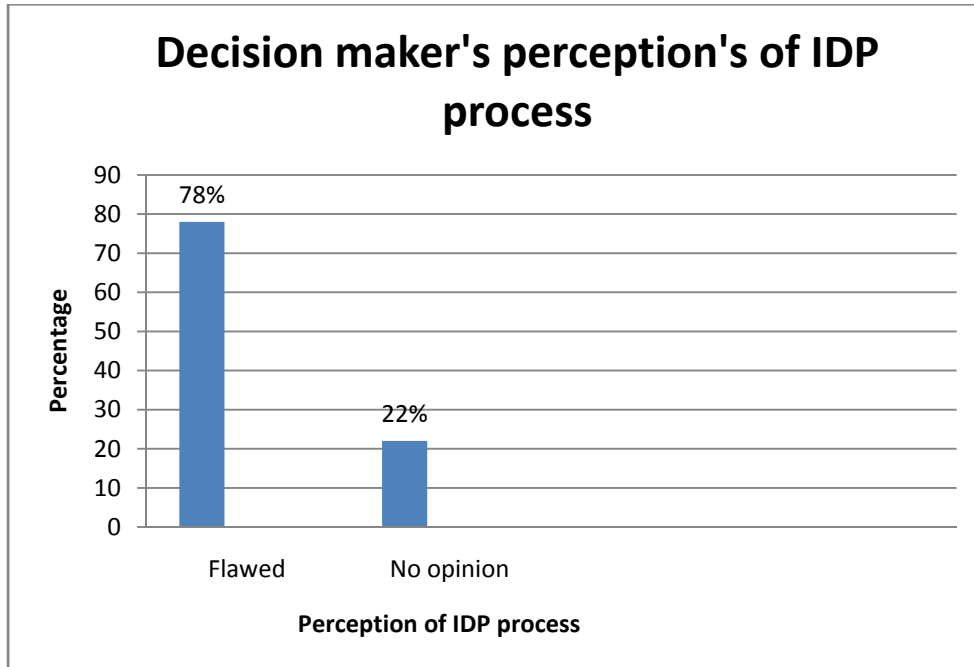 Decision maker's perception's of IDP
process
90
80
70
60
50
40
30
20
10
0
78%
22%
Percentage
Flawed
No opinion
Perception of IDP process